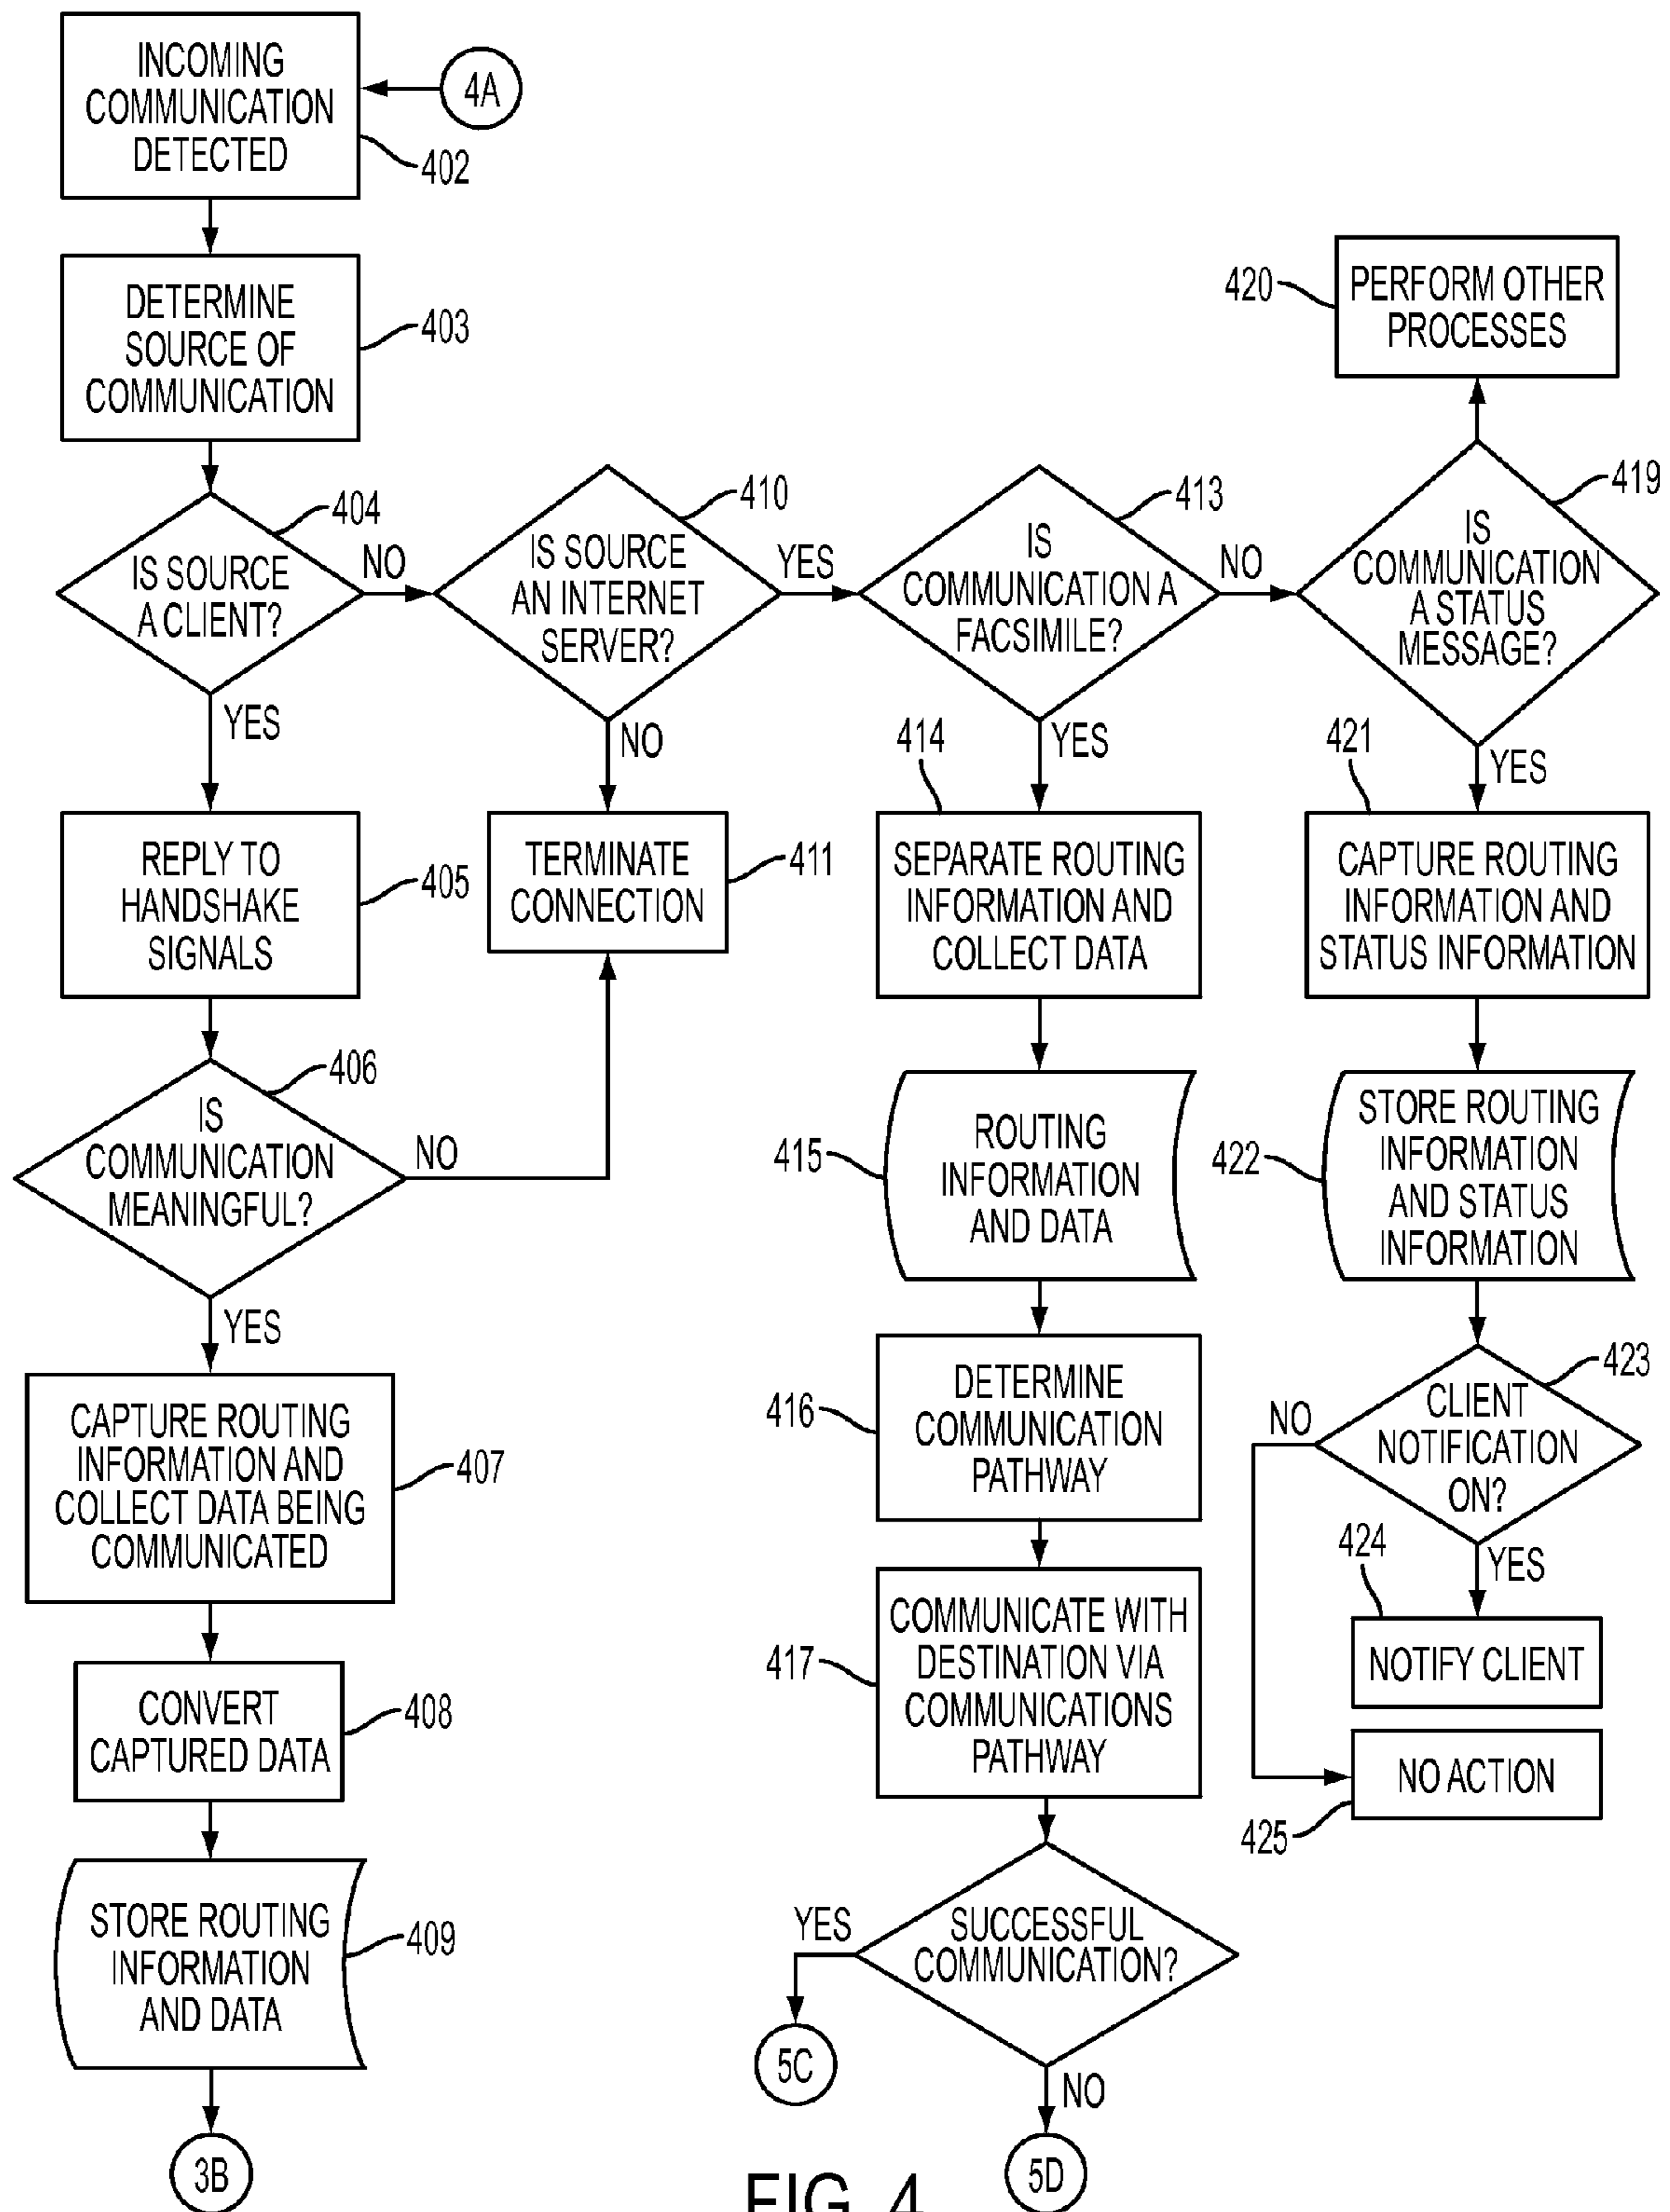 INCOMING
COMMUNICATION
DETECTED
402
4A
DETERMINE
SOURCE OF
COMMUNICATION
403
IS SOURCE
A CLIENT?
404
NO
YES
REPLY TO
HANDSHAKE
SIGNALS
405
IS
COMMUNICATION
MEANINGFUL?
406
NO
YES
CAPTURE ROUTING
INFORMATION AND
COLLECT DATA BEING
COMMUNICATED
407
CONVERT
CAPTURED DATA
408
STORE ROUTING
INFORMATION
AND DATA
409
3B
IS SOURCE
AN INTERNET
SERVER?
410
YES
NO
TERMINATE
CONNECTION
411
IS
COMMUNICATION A
FACSIMILE?
413
NO
YES
414
SEPARATE ROUTING
INFORMATION AND
COLLECT DATA
415
ROUTING
INFORMATION
AND DATA
416
DETERMINE
COMMUNICATION
PATHWAY
417
COMMUNICATE WITH
DESTINATION VIA
COMMUNICATIONS
PATHWAY
SUCCESSFUL
COMMUNICATION?
YES
5C
NO
5D
420
PERFORM OTHER
PROCESSES
419
IS
COMMUNICATION
A STATUS
MESSAGE?
YES
421
CAPTURE ROUTING
INFORMATION AND
STATUS INFORMATION
422
STORE ROUTING
INFORMATION
AND STATUS
INFORMATION
423
CLIENT
NOTIFICATION
ON?
NO
YES
424
NOTIFY CLIENT
NO ACTION
425
FIG. 4